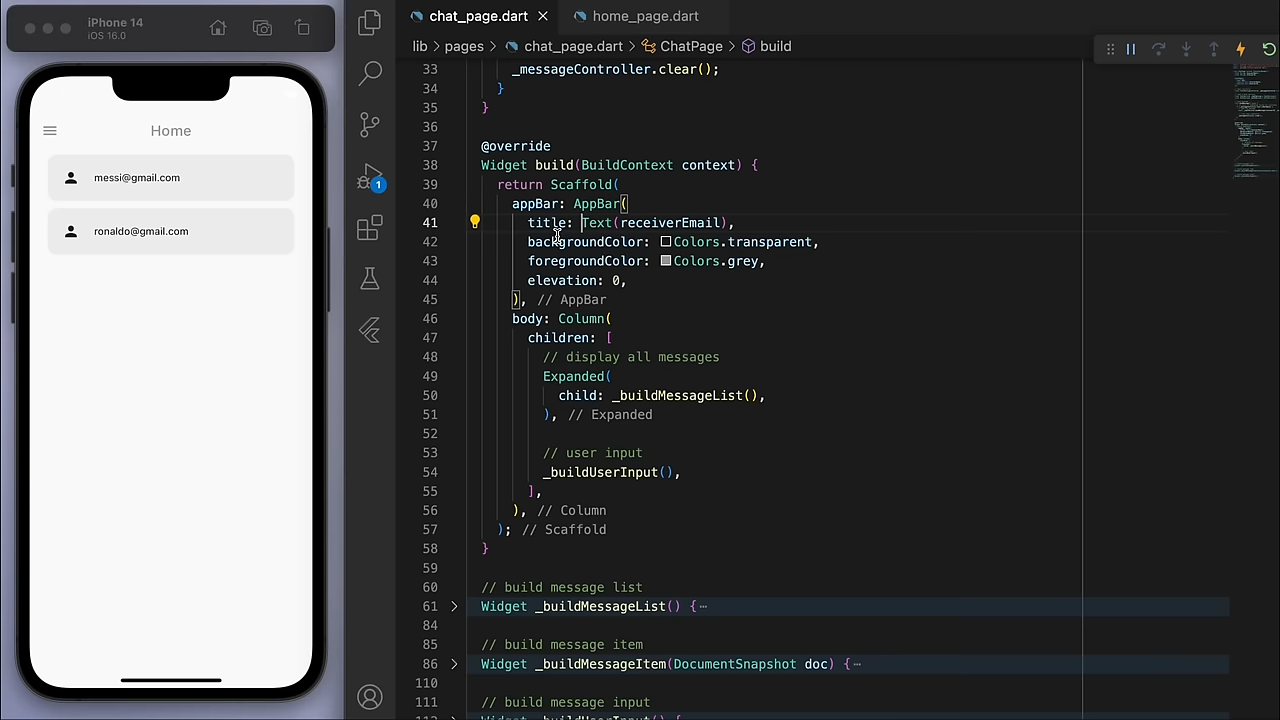 iPhone 14
iOS 16.0
Home
messi@gmail.com
ronaldo@gmail.com
1
chat_page.dart
home_page.dart
lib > pages > chat_page.dart > ChatPage > build
33 _messageController.clear();
34 }
35 }
36
37 @override
38 Widget build(BuildContext context) {
39 return Scaffold(
40 appBar: AppBar(
41 title: Text(receiverEmail),
42 backgroundColor: Colors.transparent,
43 foregroundColor: Colors.grey,
44 elevation: 0,
45 ), // AppBar
46 body: Column(
47 children: [
48 // display all messages
49 Expanded(
50 child: _buildMessageList(),
51 ), // Expanded
52
53 // user input
54 _buildUserInput(),
55 ],
56 ), // Column
57 ); // Scaffold
58 }
59
60 // build message list
61 Widget _buildMessageList() {⋯
84
85 // build message item
86 Widget _buildMessageItem(DocumentSnapshot doc) {⋯
110
111 // build message input